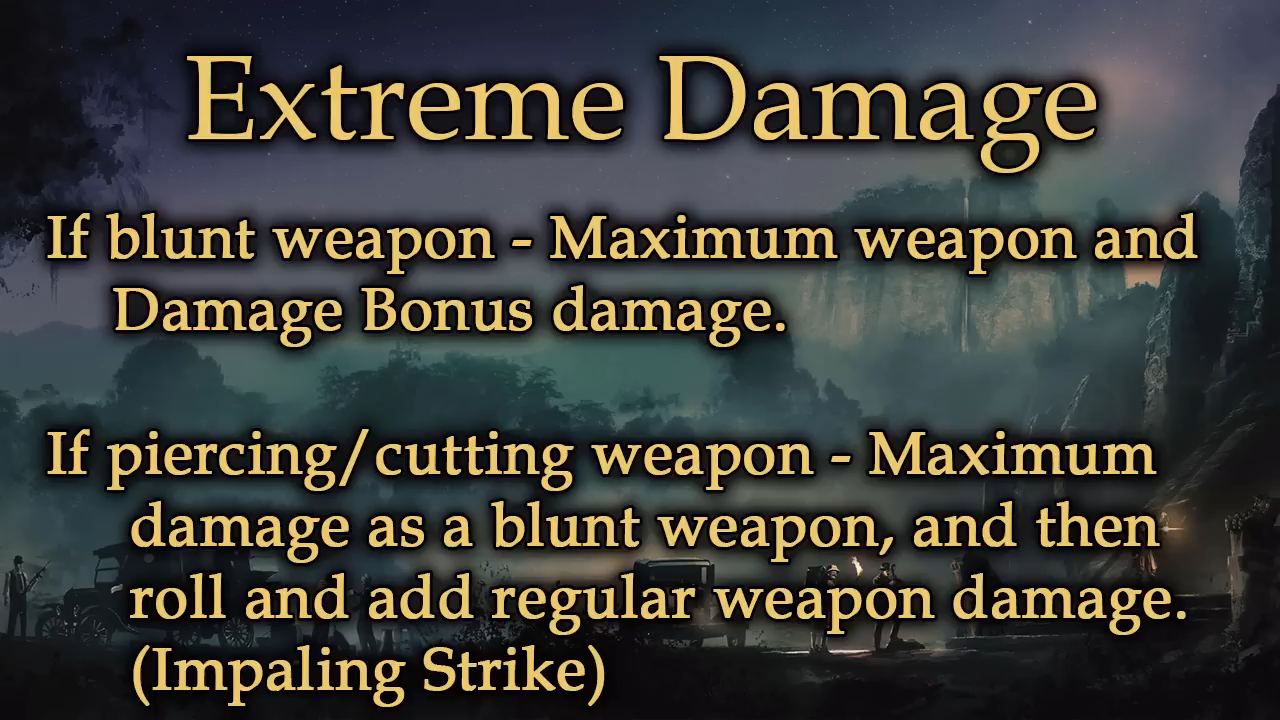 Extreme Damage
If blunt weapon - Maximum weapon and
Damage Bonus damage.
If piercing/cutting weapon - Maximum
damage as a blunt weapon, and then
roll and add regular weapon damage.
(Impaling Strike)